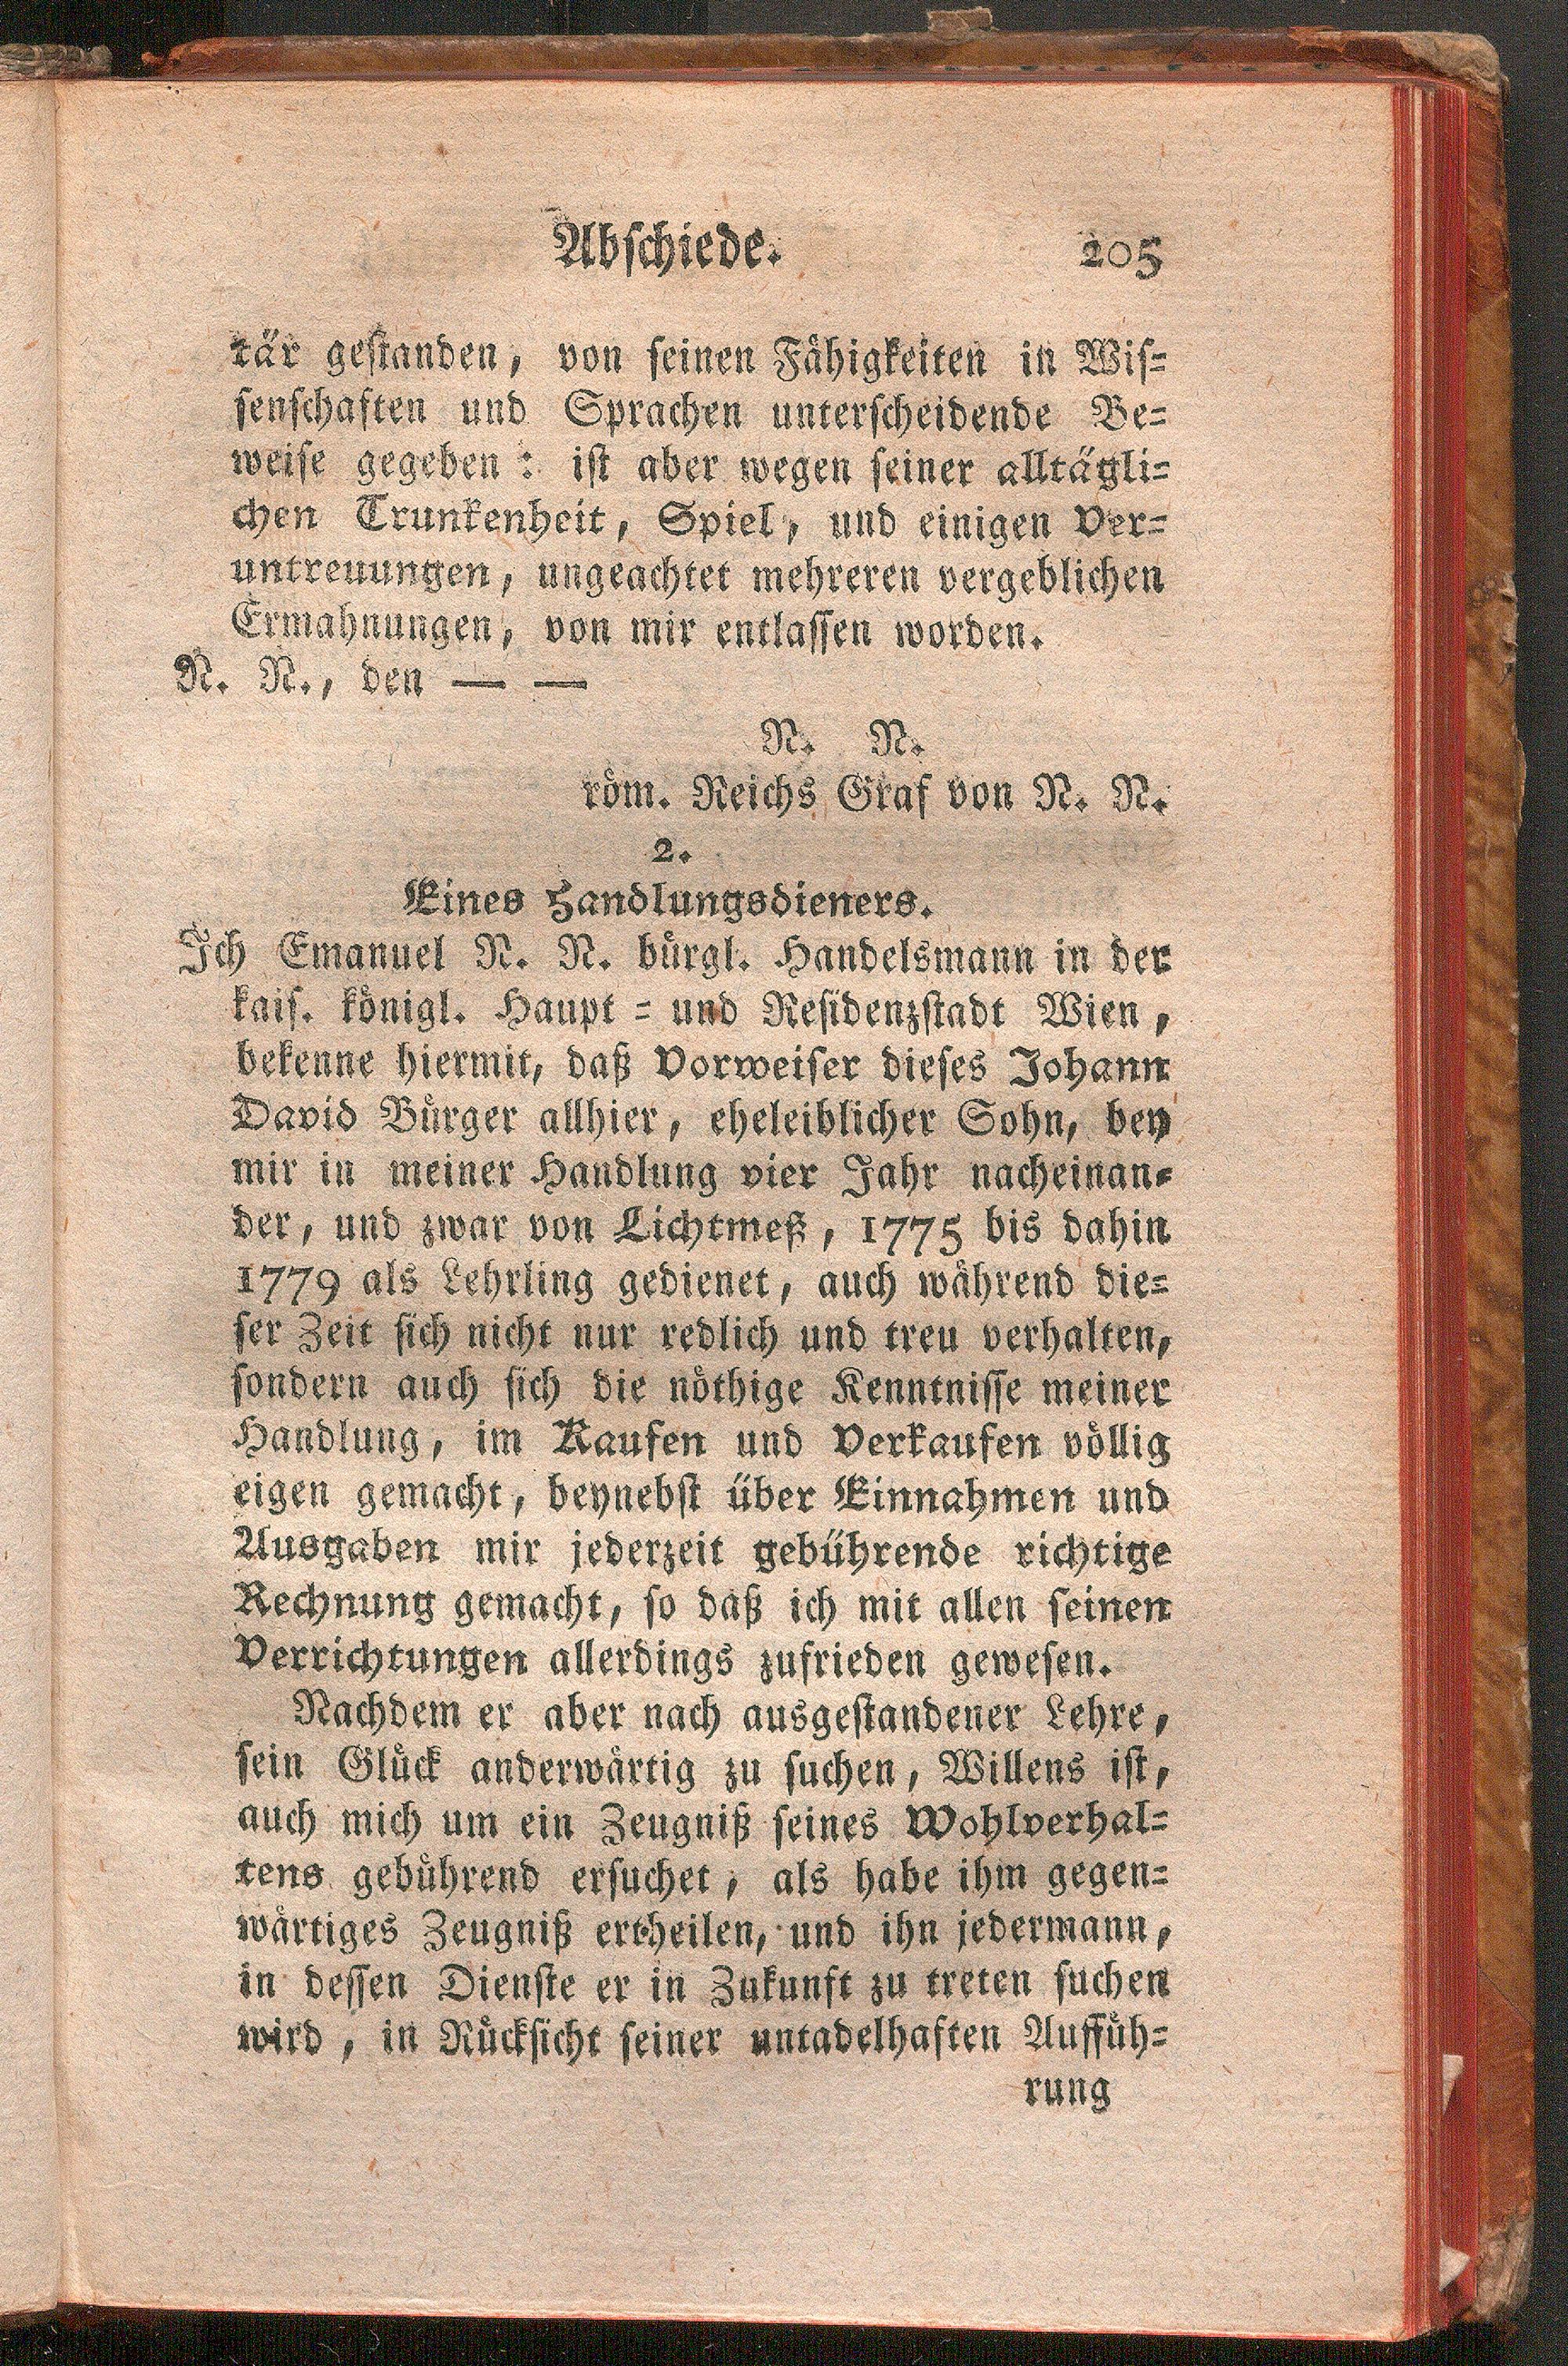 Abschiede. 205
tär gestanden, von seinen Fähigkeiten in Wis-
senschaften und Sprachen unterscheidende Be-
weise gegeben: ist aber wegen seiner alltägli-
chen Trunkenheit, Spiel, und einigen Ver-
untreuungen, ungeachtet mehreren vergeblichen
Ermahnungen, von mir entlassen worden.
N. N., den — —
N. N.
röm. Reichs Graf von N. N.
2.
Eines Handlungsdieners.
Ich Emanuel N. N. bürgl. Handelsmann in der
kais. königl. Haupt - und Residenzstadt Wien,
bekenne hiermit, daß Vorweiser dieses Johann
David Bürger allhier, eheleiblicher Sohn, bey
mir in meiner Handlung vier Jahr nacheinan-
der, und zwar von Lichtmeß, 1775 bis dahin
1779 als Lehrling gedienet, auch während die-
ser Zeit sich nicht nur redlich und treu verhalten,
sondern auch sich die nöthige Kenntnisse meiner
Handlung, im Kaufen und Verkaufen völlig
eigen gemacht, beynebst über Einnahmen und
Ausgaben mir jederzeit gebührende richtige
Rechnung gemacht, so daß ich mit allen seinen
Verrichtungen allerdings zufrieden gewesen.
Nachdem er aber nach ausgestandener Lehre,
sein Glück anderwärtig zu suchen, Willens ist,
auch mich um ein Zeugniß seines Wohlverhal-
tens gebührend ersuchet, als habe ihm gegen-
wärtiges Zeugniß ertheilen, und ihn jedermann,
in dessen Dienste er in Zukunft zu treten suchen
wird, in Rücksicht seiner untadelhaften Aufführ-
rung